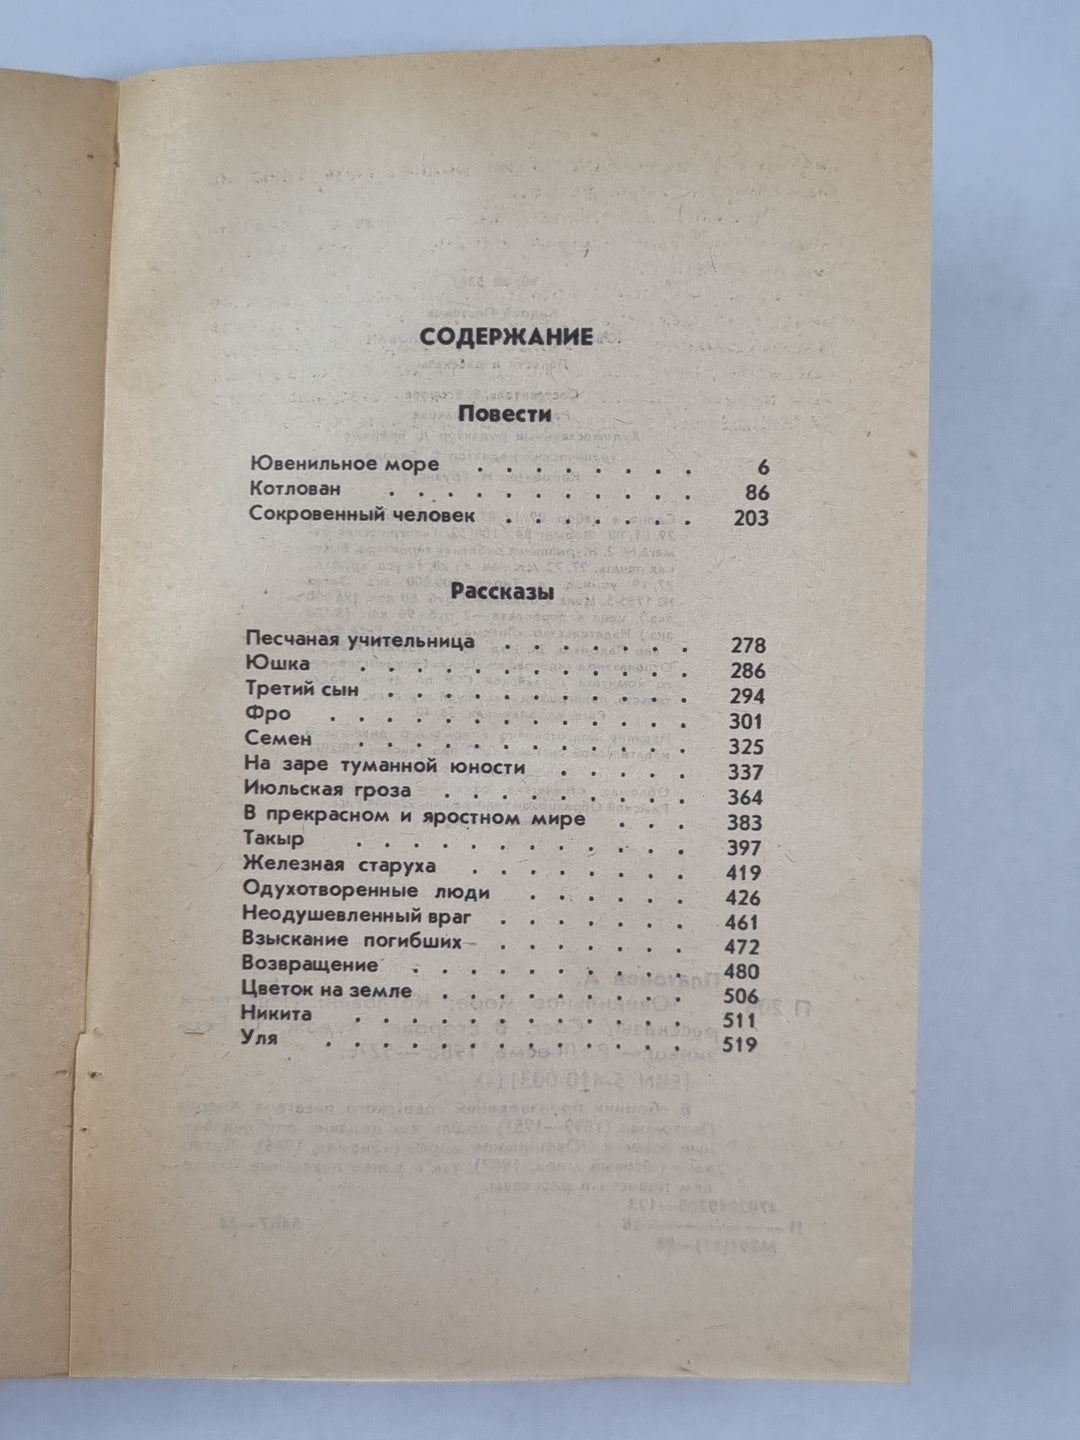 СОДЕРЖАНИЕ
Повести
Ювенильное море . . . . . . . . 6
Котлован . . . . . . . . . . . 86
Сокровенный человек . . . . . . . 203
Рассказы
Песчаная учительница . . . . . . . 278
Юшка . . . . . . . . . . . . 286
Третий сын . . . . . . . . . . . 294
Фро . . . . . . . . . . . . . 301
Семен . . . . . . . . . . . . 325
На заре туманной юности . . . . . 337
Июльская гроза . . . . . . . . . 364
В прекрасном и яростном мире . . . 383
Такыр . . . . . . . . . . . . 397
Железная старуха . . . . . . . . 419
Одухотворенные люди . . . . . . 426
Неодушевленный враг . . . . . . . 461
Взыскание погибших . . . . . . . 472
Возвращение . . . . . . . . . . 480
Цветок на земле . . . . . . . . . 506
Никита . . . . . . . . . . . . 511
Уля . . . . . . . . . . . . . 519